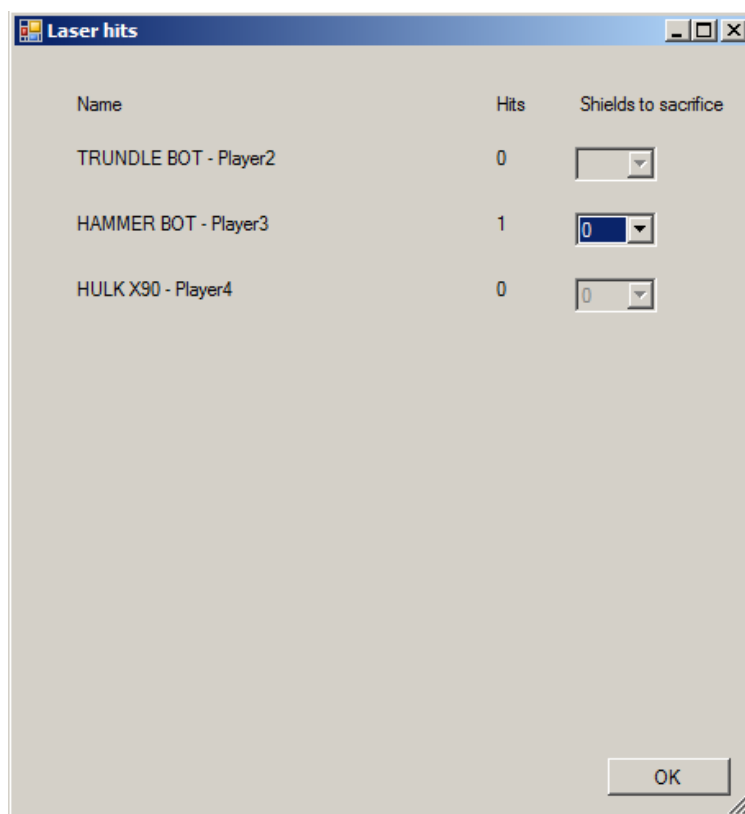 Laser hits
Name Hits Shields to sacrifice
TRUNDLE BOT - Player2 0
HAMMER BOT - Player3 1 0
HULK X90 - Player4 0 0
OK